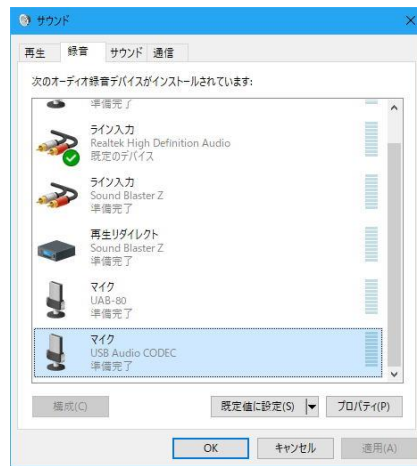 サウンド
再生 録音 サウンド 通信
次のオーディオ録音デバイスがインストールされています:
準備完了
ライン入力
Realtek High Definition Audio
既定のデバイス
ライン入力
Sound Blaster Z
準備完了
再生リダイレクト
Sound Blaster Z
準備完了
マイク
UAB-80
準備完了
マイク
USB Audio CODEC
準備完了
構成(C) 既定値に設定(S) プロパティ(P)
OK キャンセル 適用(A)